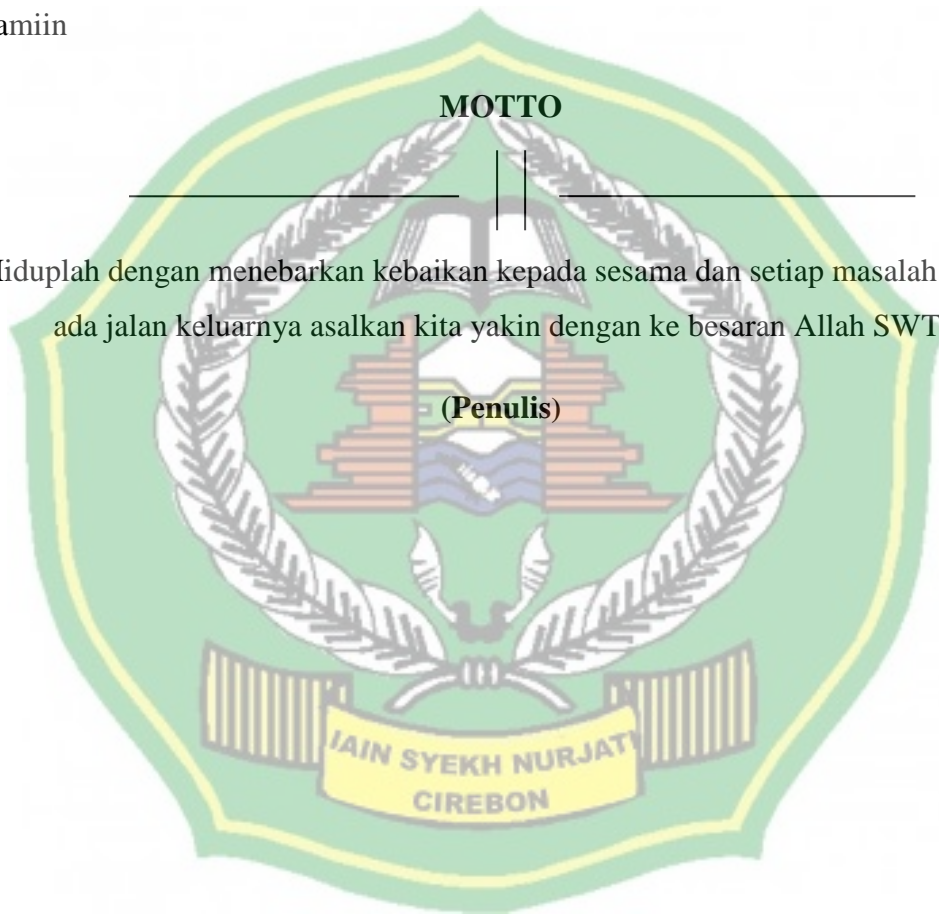 amiin
MOTTO
iduplah dengan menebarkan kebaikan kepada sesama dan setiap masalah
ada jalan keluarnya asalkan kita yakin dengan ke besaran Allah SWT
(Penulis)
IAIN SYEKH NURJATI
CIREBON